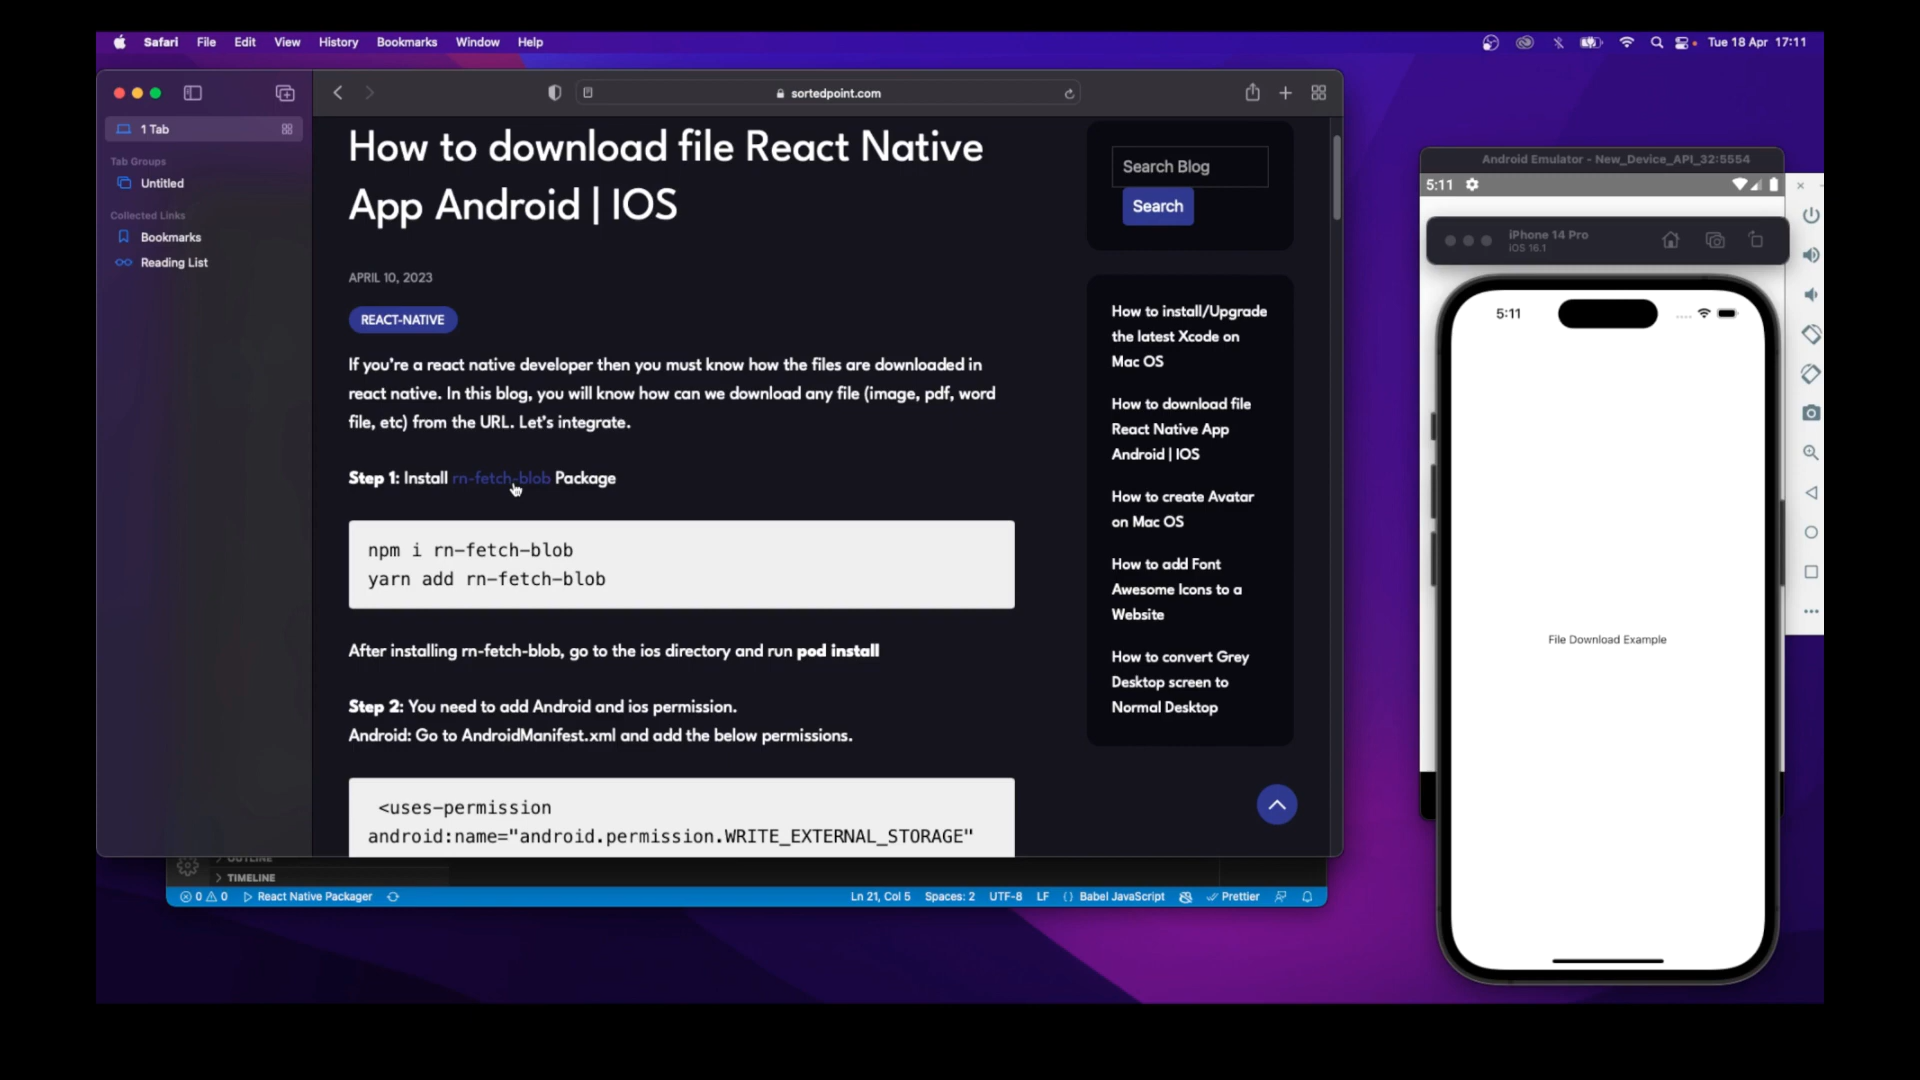 Safari File Edit View History Bookmarks Window Help
Tue 18 Apr 17:11
sortedpoint.com
1 Tab
Tab Groups
Untitled
Collected Links
Bookmarks
Reading List
How to download file React Native
App Android | IOS
APRIL 10, 2023
REACT-NATIVE
If you're a react native developer then you must know how the files are downloaded in
react native. In this blog, you will know how can we download any file (image, pdf, word
file, etc) from the URL. Let's integrate.
Step 1: Install rn-fetch-blob Package
npm i rn-fetch-blob
yarn add rn-fetch-blob
After installing rn-fetch-blob, go to the ios directory and run pod install
Step 2: You need to add Android and ios permission.
Android: Go to AndroidManifest.xml and add the below permissions.
<uses-permission
android:name="android.permission.WRITE_EXTERNAL_STORAGE"
Search Blog
Search
How to install/Upgrade
the latest Xcode on
Mac OS
How to download file
React Native App
Android | IOS
How to create Avatar
on Mac OS
How to add Font
Awesome Icons to a
Website
How to convert Grey
Desktop screen to
Normal Desktop
OUTLINE
TIMELINE
0 0 React Native Packager
Ln 21, Col 5 Spaces: 2 UTF-8 LF {} Babel JavaScript Prettier
Android Emulator - New_Device_API_32:5554
5:11
iPhone 14 Pro
iOS 16.1
5:11
File Download Example